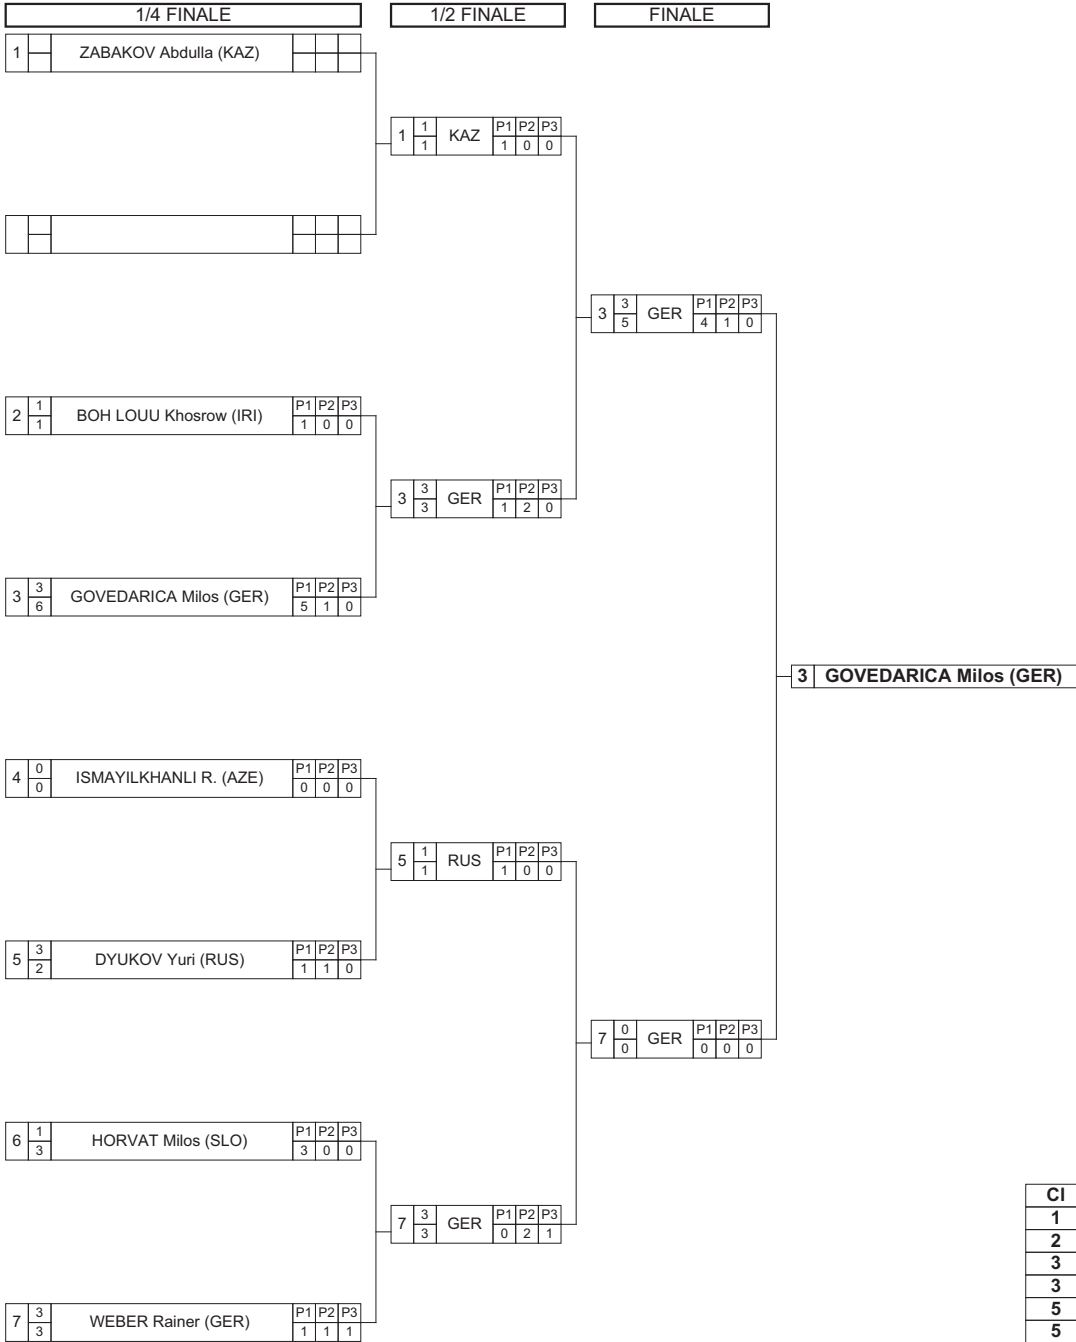 1/4 FINALE 1/2 FINALE FINALE
1 ZABAKOV Abdulla (KAZ)
1 1 KAZ P1 P2 P3
1 1 0 0
3 3 GER P1 P2 P3
5 4 1 0
2 1 BOH LOUU Khosrow (IRI) P1 P2 P3
1 1 0 0
3 3 GER P1 P2 P3
3 1 2 0
3 3 GOVEDARICA Milos (GER) P1 P2 P3
6 5 1 0
3 GOVEDARICA Milos (GER)
4 0 ISMAYILKHANLI R. (AZE) P1 P2 P3
0 0 0 0
5 1 RUS P1 P2 P3
1 1 0 0
5 3 DYUKOV Yuri (RUS) P1 P2 P3
2 1 1 0
7 0 GER P1 P2 P3
0 0 0 0
6 1 HORVAT Milos (SLO) P1 P2 P3
3 3 0 0
7 3 GER P1 P2 P3
3 0 2 1
7 3 WEBER Rainer (GER) P1 P2 P3
3 1 1 1
Cl
1
2
3
3
5
5